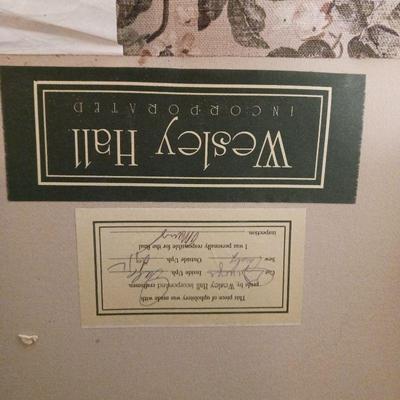 Wesley Hall
INCORPORATED
This piece of upholstery was made with
pride by Wesley Hall incorporated craftsmen.
Cut Inside Uph.
Sew Outside Uph.
I was personally responsible for the final
inspection.